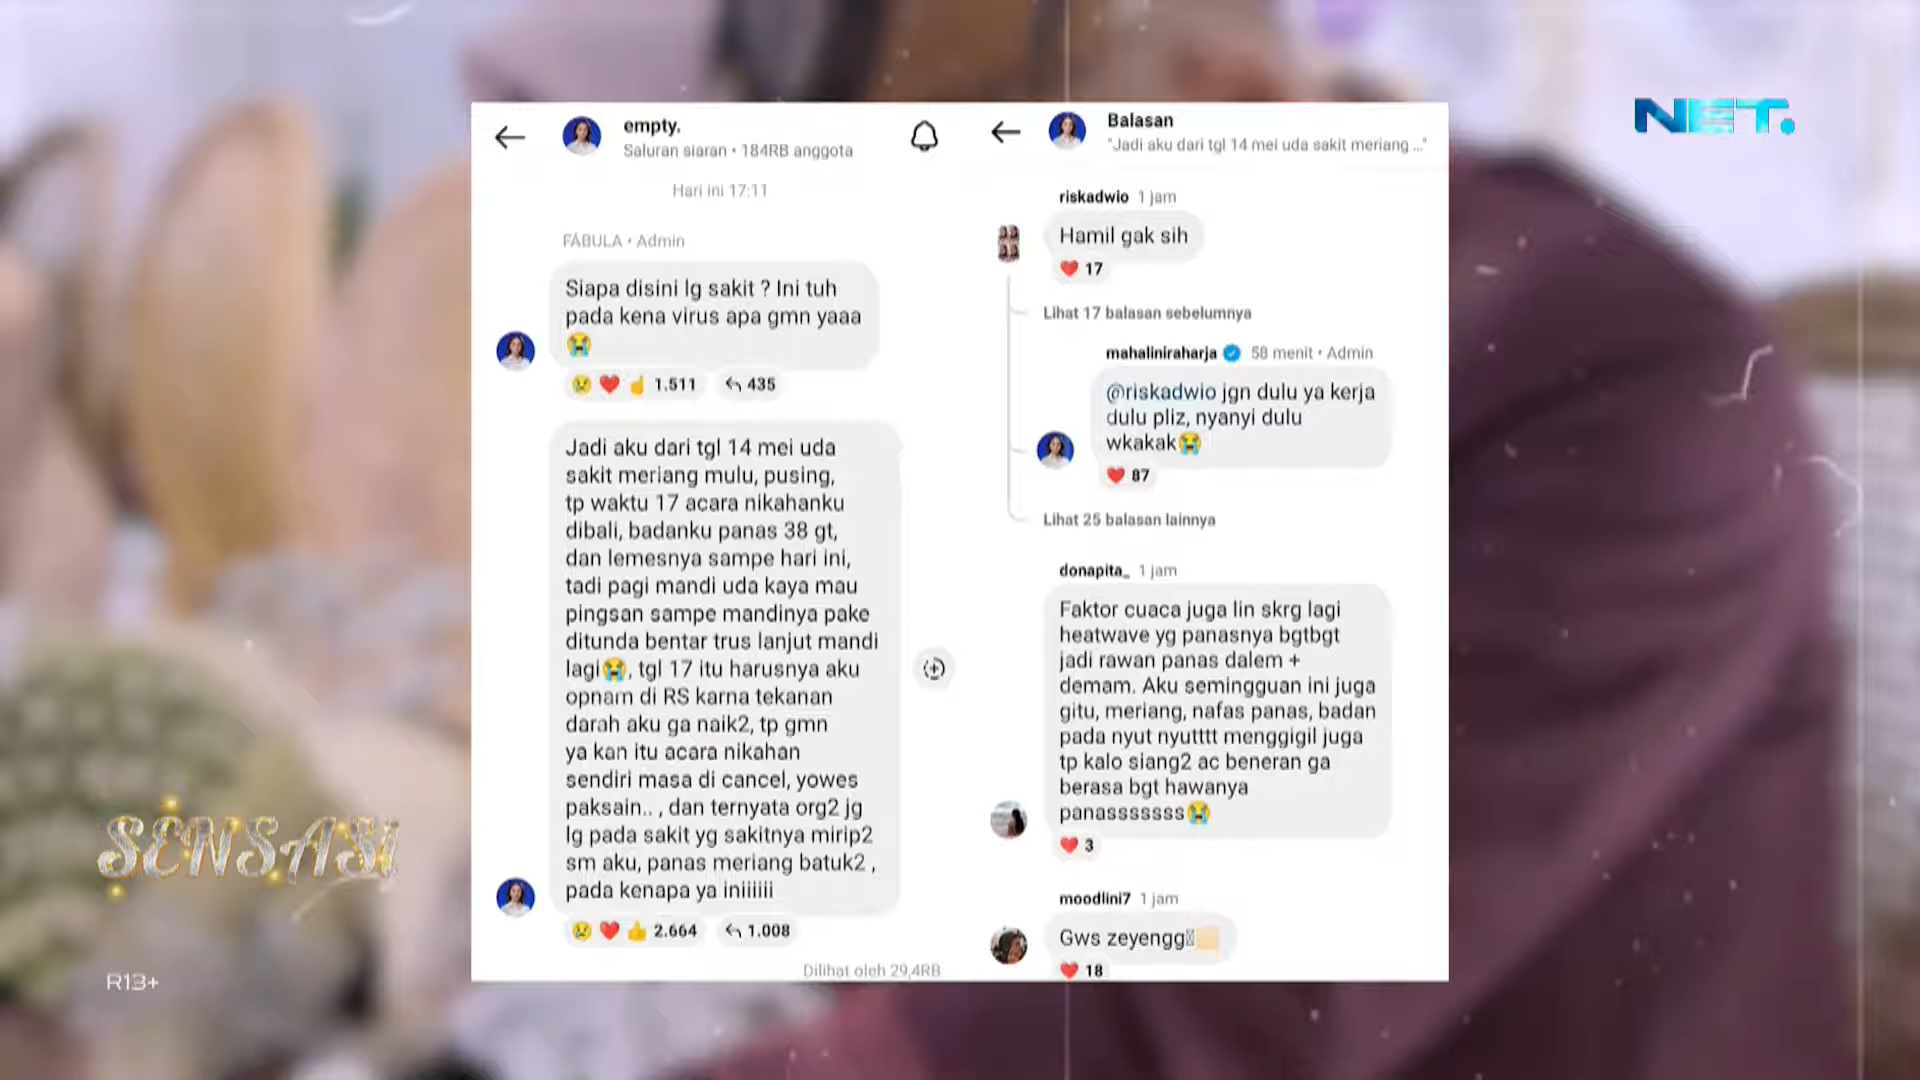 NET.
empty.
Saluran siaran • 184RB anggota
Hari ini 17:11
FABULA • Admin
Siapa disini lg sakit ? Ini tuh
pada kena virus apa gmn yaaa
😭
😢❤️☝️ 1.511 435
Jadi aku dari tgl 14 mei uda
sakit meriang mulu, pusing,
tp waktu 17 acara nikahanku
dibali, badanku panas 38 gt,
dan lemesnya sampe hari ini,
tadi pagi mandi uda kaya mau
pingsan sampe mandinya pake
ditunda bentar trus lanjut mandi
lagi😭, tgl 17 itu harusnya aku
opnam di RS karna tekanan
darah aku ga naik2, tp gmn
ya kan itu acara nikahan
sendiri masa di cancel, yowes
paksain.. , dan ternyata org2 jg
lg pada sakit yg sakitnya mirip2
sm aku, panas meriang batuk2 ,
pada kenapa ya iniiiiii
😢❤️👍 2.664 1.008
Dilihat oleh 29,4RB
Balasan
"Jadi aku dari tgl 14 mei uda sakit meriang ..."
riskadwio 1 jam
Hamil gak sih
❤️ 17
Lihat 17 balasan sebelumnya
mahaliniraharja 58 menit • Admin
@riskadwio jgn dulu ya kerja
dulu pliz, nyanyi dulu
wkakak😭
❤️ 87
Lihat 25 balasan lainnya
donapita_ 1 jam
Faktor cuaca juga lin skrg lagi
heatwave yg panasnya bgtbgt
jadi rawan panas dalem +
demam. Aku semingguan ini juga
gitu, meriang, nafas panas, badan
pada nyut nyutttt menggigil juga
tp kalo siang2 ac beneran ga
berasa bgt hawanya
panasssssss😭
❤️ 3
moodlini7 1 jam
Gws zeyengg
❤️ 18
SENSASI
R13+